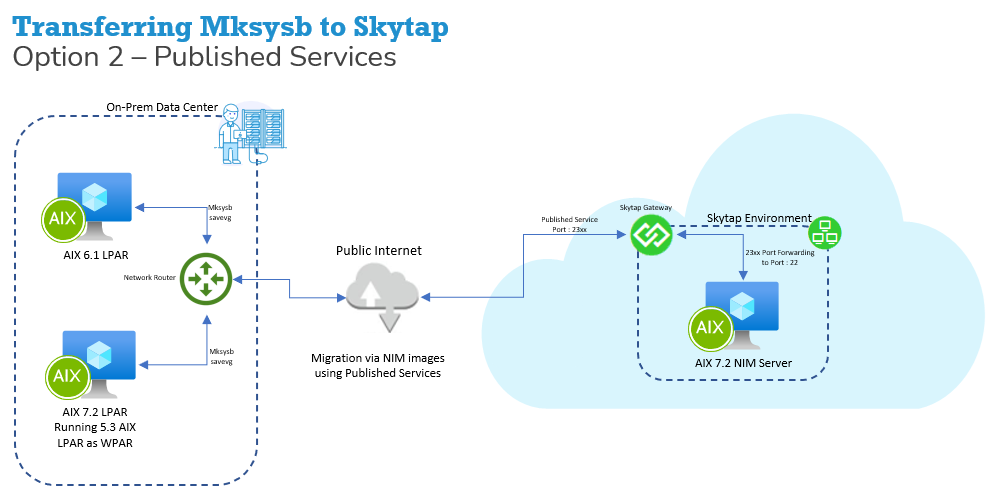 Transferring Mksysb to Skytap
Option 2 – Published Services
On-Prem Data Center
AIX
AIX 6.1 LPAR
Mksysb
savevg
Network Router
Mksysb
savevg
AIX
AIX 7.2 LPAR
Running 5.3 AIX
LPAR as WPAR
Public Internet
Migration via NIM images
using Published Services
Published Service
Port : 23xx
Skytap Gateway
Skytap Environment
23xx Port Forwarding
to Port : 22
AIX
AIX 7.2 NIM Server